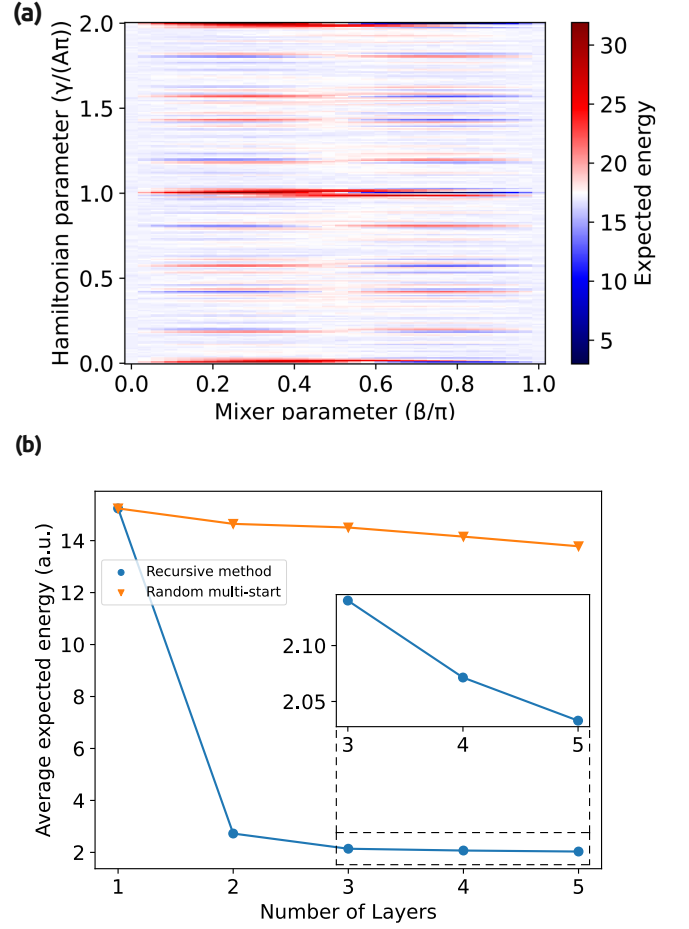 (a)
Hamiltonian parameter (γ/(Aπ))
2.0
1.5
1.0
0.5
0.0
0.0 0.2 0.4 0.6 0.8 1.0
Mixer parameter (β/π)
30
25
20
15
10
5
Expected energy
(b)
Average expected energy (a.u.)
14
12
10
8
6
4
2
Recursive method
Random multi-start
2.10
2.05
3 4 5
1 2 3 4 5
Number of Layers